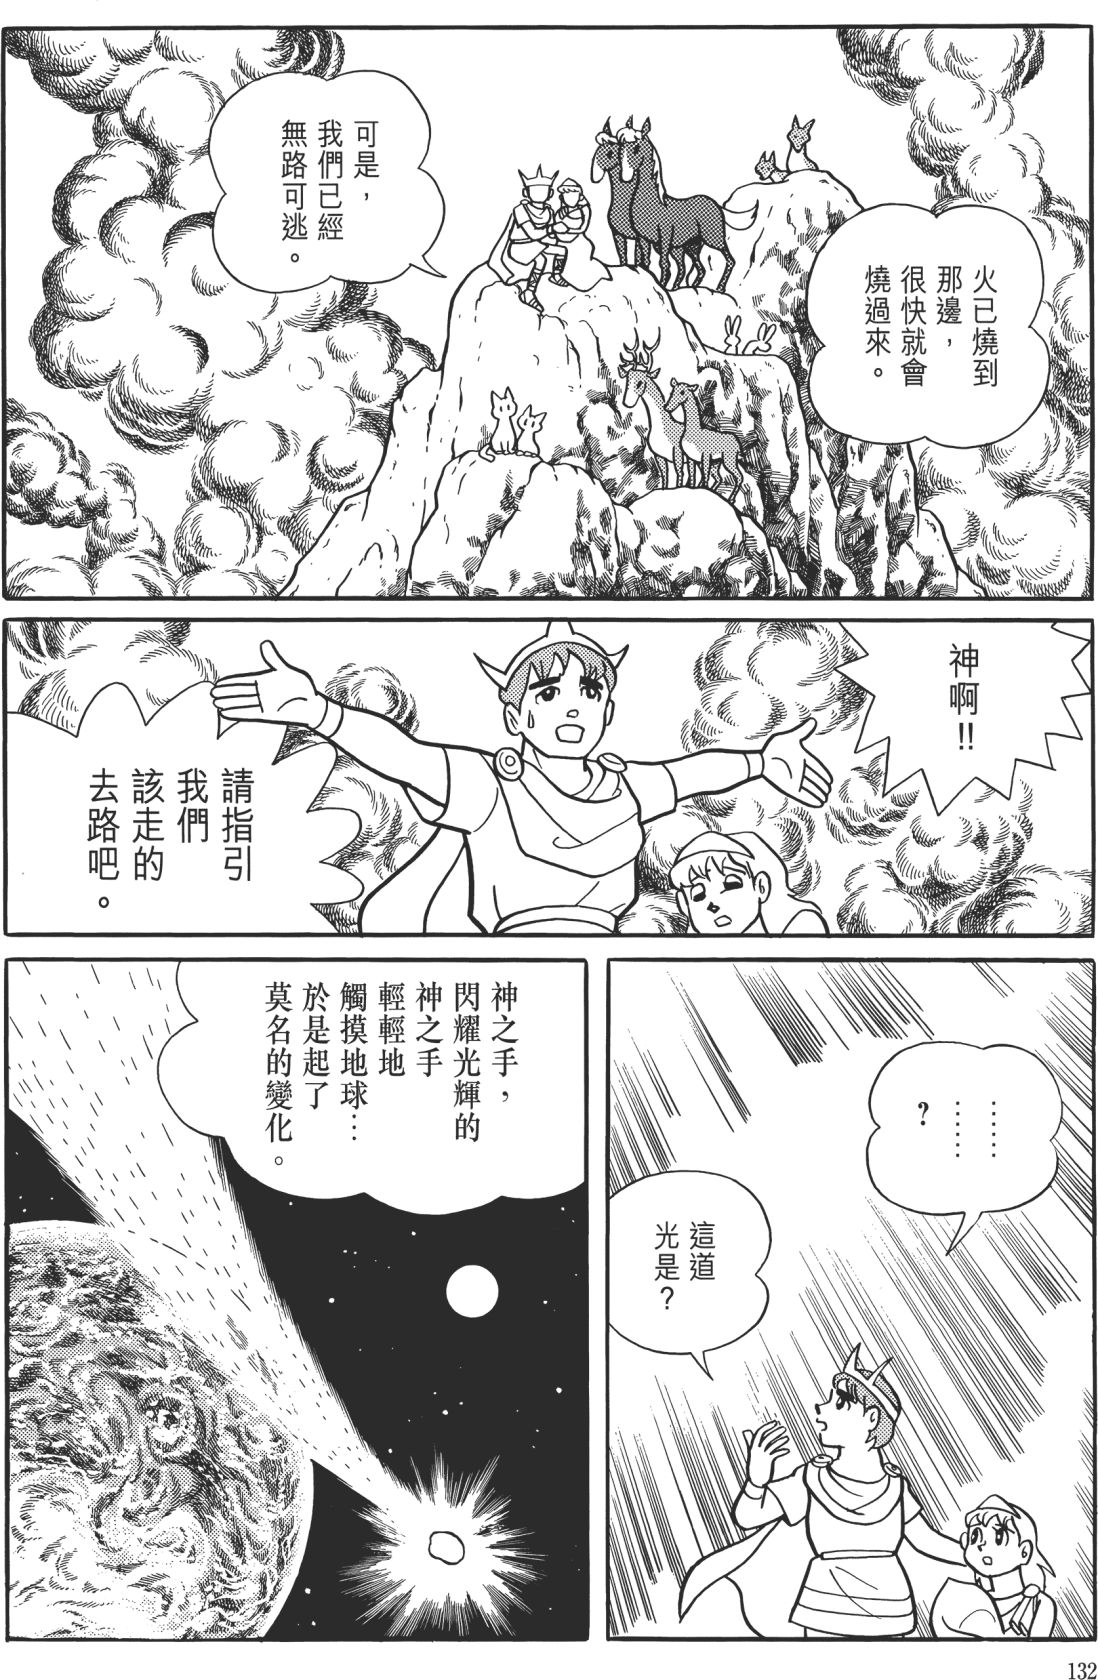 火已燒到
那邊，
很快就會
燒過來。
可是，
我們已經
無路可逃。
神啊!!
請指引
我們
該走的
去路吧。
……
……
?
這道
光是?
神之手，
閃耀光輝的
神之手
輕輕地
觸摸地球…
於是起了
莫名的變化。
132